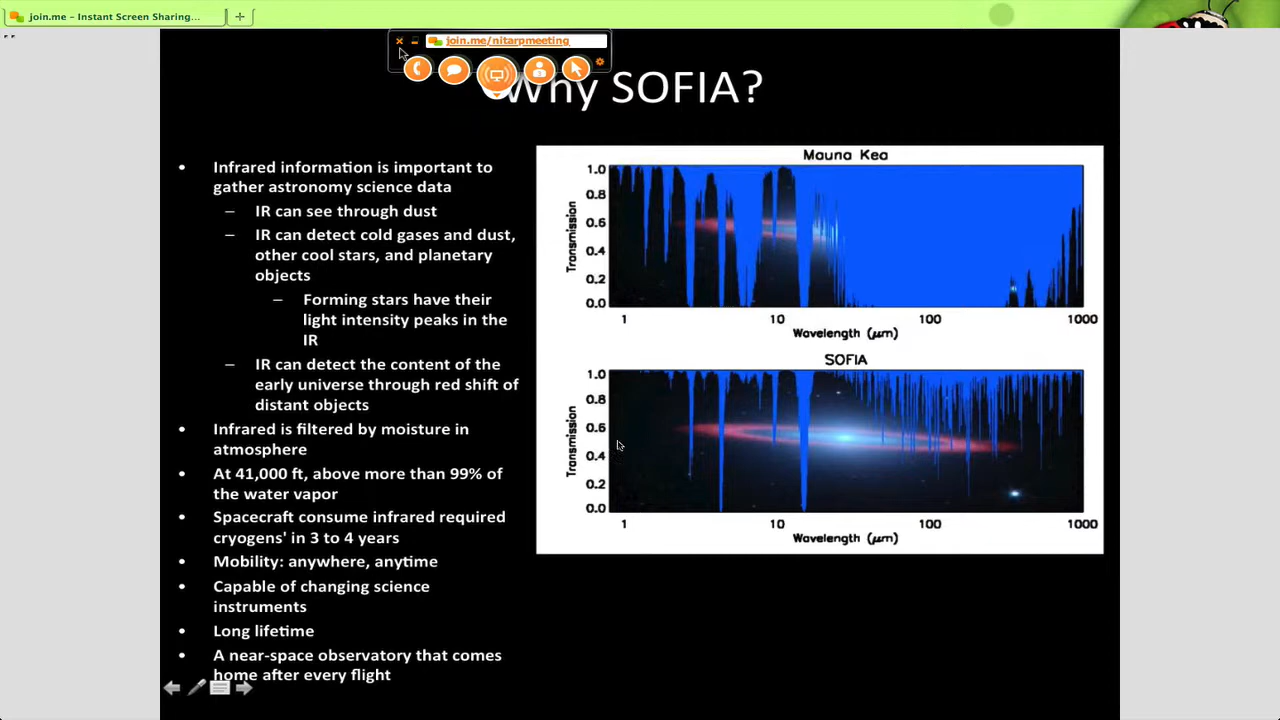 join.me – Instant Screen Sharing...
join.me/nitarpmeeting
Why SOFIA?
• Infrared information is important to
gather astronomy science data
– IR can see through dust
– IR can detect cold gases and dust,
other cool stars, and planetary
objects
– Forming stars have their
light intensity peaks in the
IR
– IR can detect the content of the
early universe through red shift of
distant objects
• Infrared is filtered by moisture in
atmosphere
• At 41,000 ft, above more than 99% of
the water vapor
• Spacecraft consume infrared required
cryogens' in 3 to 4 years
• Mobility: anywhere, anytime
• Capable of changing science
instruments
• Long lifetime
• A near-space observatory that comes
home after every flight
Mauna Kea
Transmission
1.0
0.8
0.6
0.4
0.2
0.0
1 10 100 1000
Wavelength (μm)
SOFIA
Transmission
1.0
0.8
0.6
0.4
0.2
0.0
1 10 100 1000
Wavelength (μm)